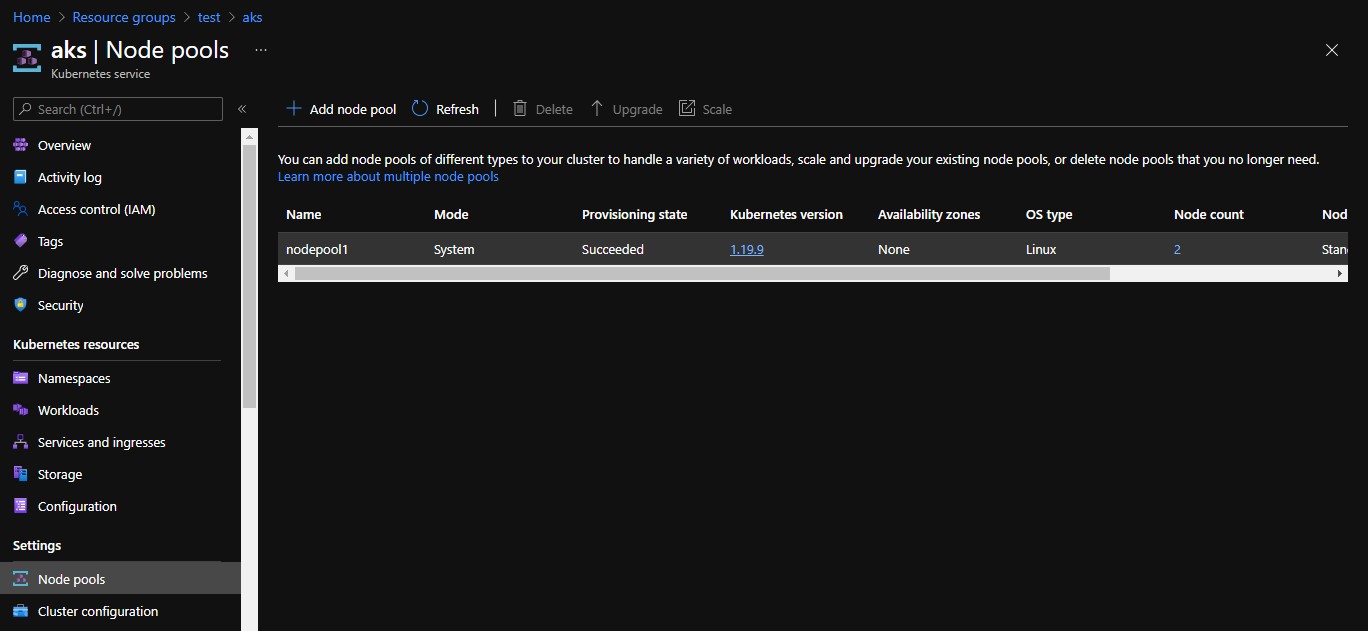 Home > Resource groups > test > aks
aks | Node pools ...
Kubernetes service
Search (Ctrl+/) «
Overview
Activity log
Access control (IAM)
Tags
Diagnose and solve problems
Security
Kubernetes resources
Namespaces
Workloads
Services and ingresses
Storage
Configuration
Settings
Node pools
Cluster configuration
Add node pool Refresh | Delete Upgrade Scale
You can add node pools of different types to your cluster to handle a variety of workloads, scale and upgrade your existing node pools, or delete node pools that you no longer need.
Learn more about multiple node pools
Name Mode Provisioning state Kubernetes version Availability zones OS type Node count Nod
nodepool1 System Succeeded 1.19.9 None Linux 2 Stan